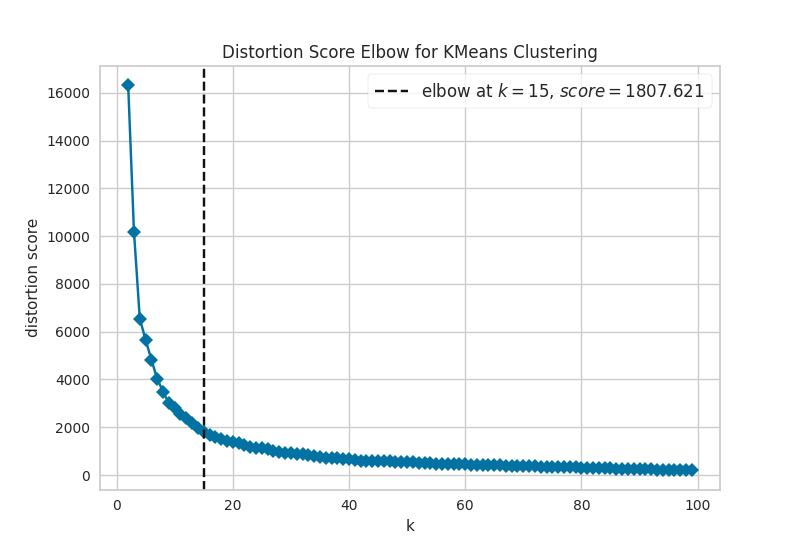 Distortion Score Elbow for KMeans Clustering
elbow at k = 15, score = 1807.621
16000
14000
12000
10000
8000
6000
4000
2000
0
distortion score
0 20 40 60 80 100
k